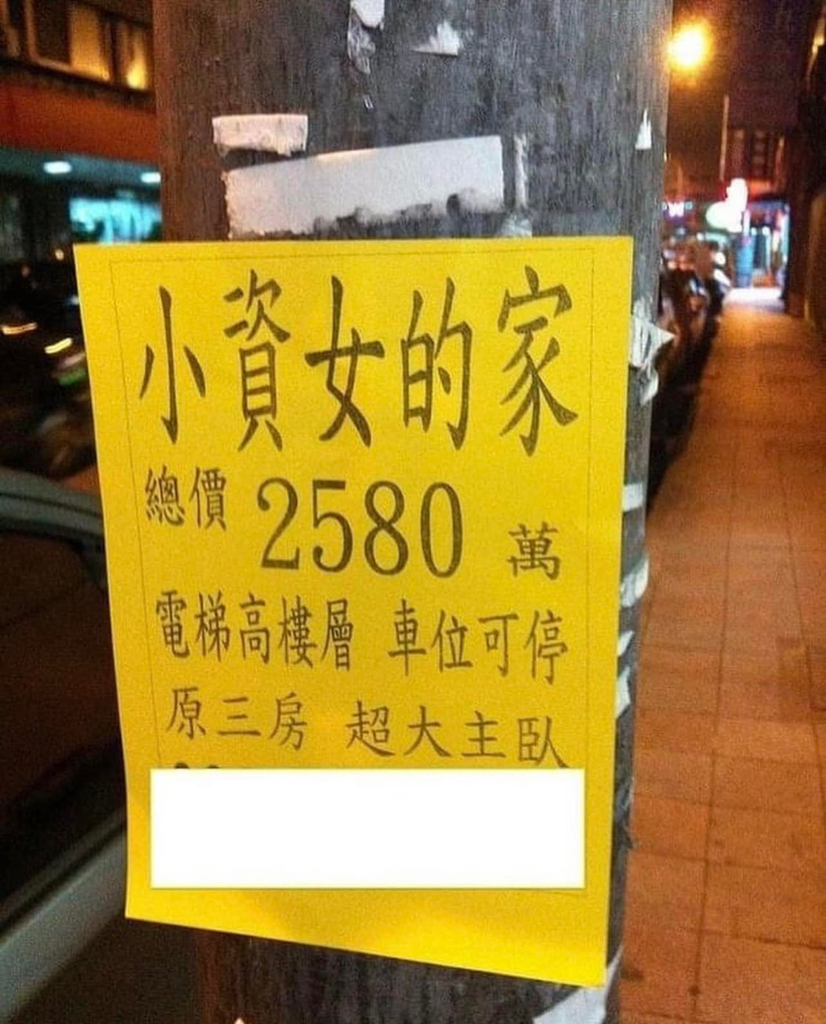 小資女的家
總價 2580 萬
電梯高樓層 車位可停
原三房 超大主臥